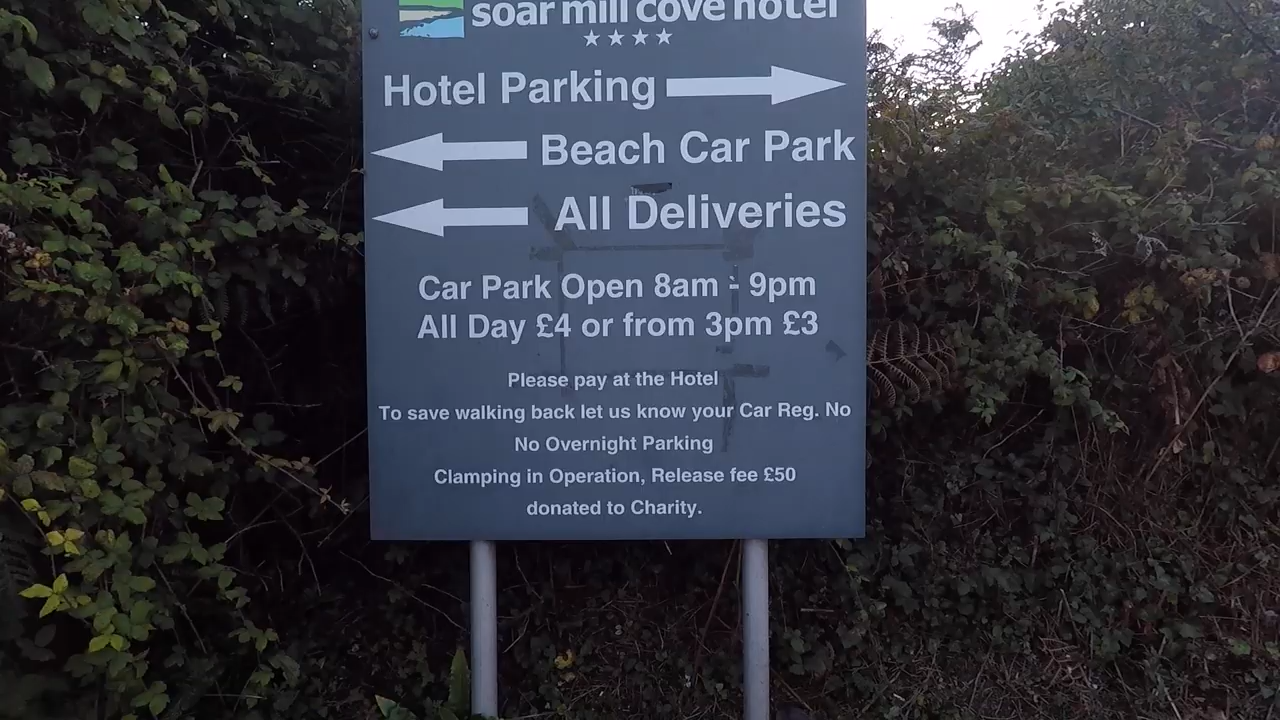 soar mill cove hotel
Hotel Parking
Beach Car Park
All Deliveries
Car Park Open 8am - 9pm
All Day £4 or from 3pm £3
Please pay at the Hotel
To save walking back let us know your Car Reg. No
No Overnight Parking
Clamping in Operation, Release fee £50
donated to Charity.